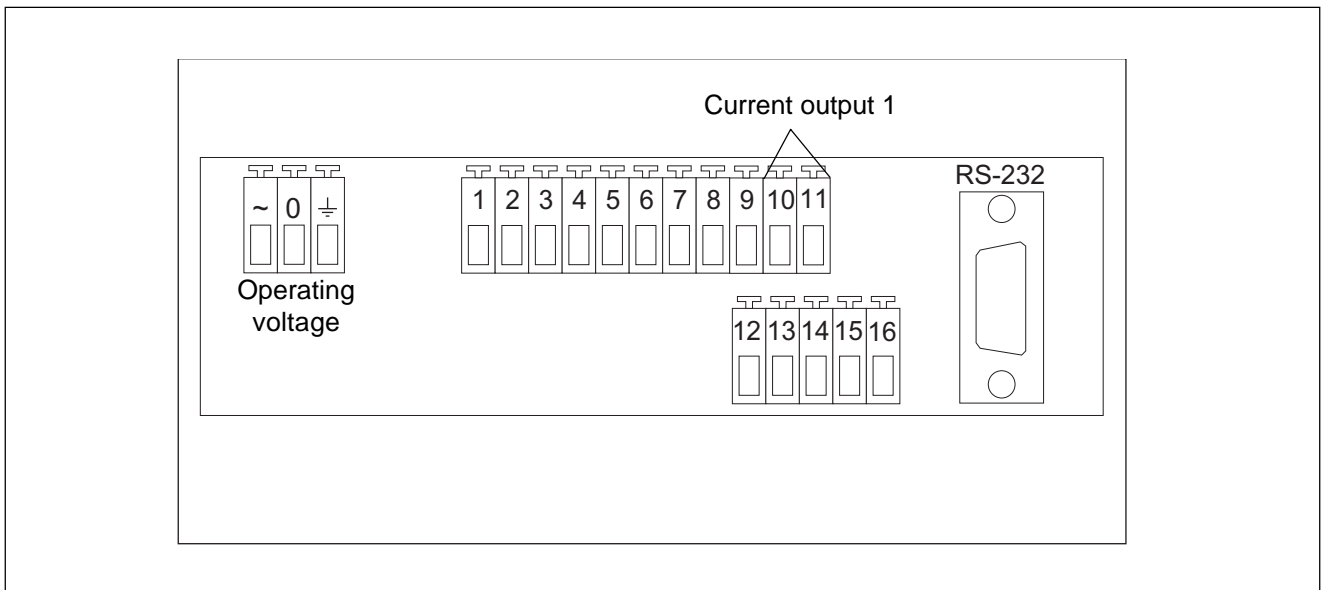 Current output 1
RS-232
~ 0 ⏚
1 2 3 4 5 6 7 8 9 10 11
Operating
voltage
12 13 14 15 16